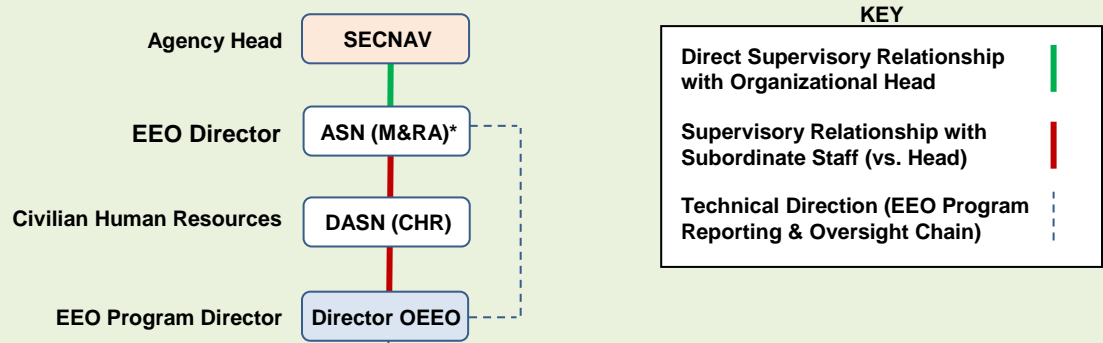 KEY
Agency Head
SECNAV
Direct Supervisory Relationship
with Organizational Head
EEO Director
ASN (M&RA)*
Supervisory Relationship with
Subordinate Staff (vs. Head)
Civilian Human Resources
DASN (CHR)
Technical Direction (EEO Program
Reporting & Oversight Chain)
EEO Program Director
Director OEEO